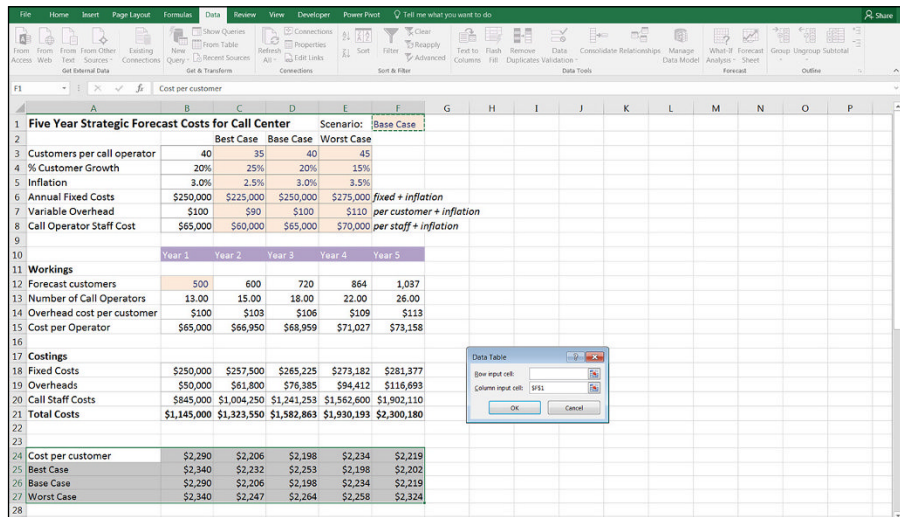 File Home Insert Page Layout Formulas Data Review View Developer Power Pivot Tell me what you want to do Share
From Access From Web From Text From Other Sources Existing Connections New Query Show Queries From Table Recent Sources Refresh All Connections Properties Edit Links Sort Filter Clear Reapply Advanced Text to Columns Flash Fill Remove Duplicates Data Validation Consolidate Relationships Manage Data Model What-If Analysis Forecast Sheet Group Ungroup Subtotal
Get External Data Get & Transform Connections Sort & Filter Data Tools Forecast Outline
F1 fx Cost per customer
A B C D E F G H I J K L M N O P
1 Five Year Strategic Forecast Costs for Call Center Scenario: Base Case
2 Best Case Base Case Worst Case
3 Customers per call operator 40 35 40 45
4 % Customer Growth 20% 25% 20% 15%
5 Inflation 3.0% 2.5% 3.0% 3.5%
6 Annual Fixed Costs $250,000 $225,000 $250,000 $275,000 fixed + inflation
7 Variable Overhead $100 $90 $100 $110 per customer + inflation
8 Call Operator Staff Cost $65,000 $60,000 $65,000 $70,000 per staff + inflation
9
10 Year 1 Year 2 Year 3 Year 4 Year 5
11 Workings
12 Forecast customers 500 600 720 864 1,037
13 Number of Call Operators 13.00 15.00 18.00 22.00 26.00
14 Overhead cost per customer $100 $103 $106 $109 $113
15 Cost per Operator $65,000 $66,950 $68,959 $71,027 $73,158
16
17 Costings
18 Fixed Costs $250,000 $257,500 $265,225 $273,182 $281,377
19 Overheads $50,000 $61,800 $76,385 $94,412 $116,693
20 Call Staff Costs $845,000 $1,004,250 $1,241,253 $1,562,600 $1,902,110
21 Total Costs $1,145,000 $1,323,550 $1,582,863 $1,930,193 $2,300,180
22
23
24 Cost per customer $2,290 $2,206 $2,198 $2,234 $2,219
25 Best Case $2,340 $2,232 $2,253 $2,198 $2,202
26 Base Case $2,290 $2,206 $2,198 $2,234 $2,219
27 Worst Case $2,340 $2,247 $2,264 $2,258 $2,324
28
Data Table
Row input cell:
Column input cell: $F$1
OK Cancel